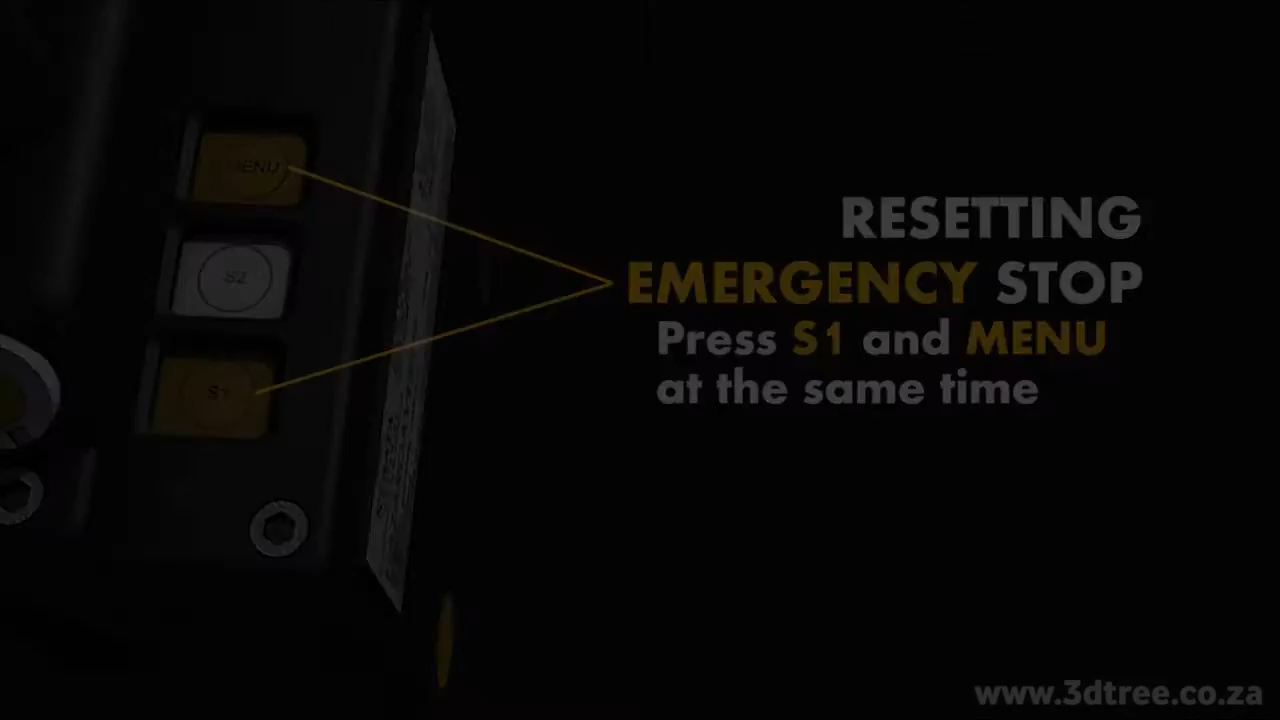 MENU
S2
S1
RESETTING
EMERGENCY STOP
Press S1 and MENU
at the same time
www.3dtree.co.za